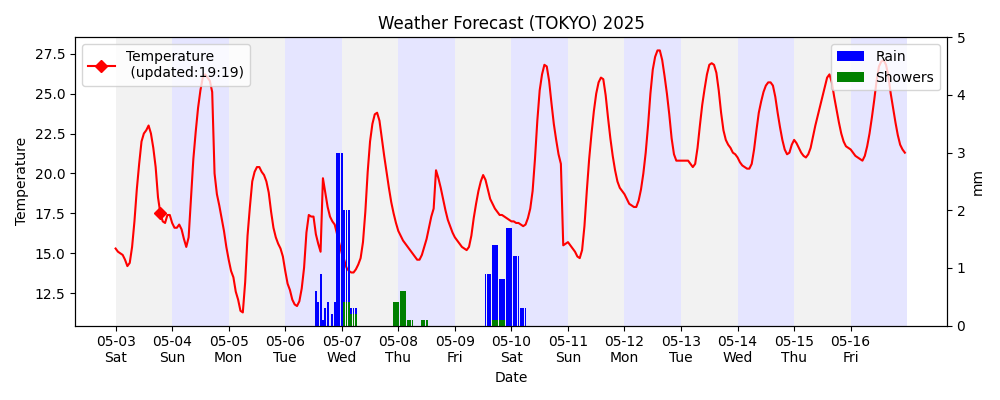 Weather Forecast (TOKYO) 2025
Temperature
(updated:19:19)
Rain
Showers
27.5
25.0
22.5
20.0
17.5
15.0
12.5
Temperature
5
4
3
2
1
0
mm
05-03 05-04 05-05 05-06 05-07 05-08 05-09 05-10 05-11 05-12 05-13 05-14 05-15 05-16
Sat Sun Mon Tue Wed Thu Fri Sat Sun Mon Tue Wed Thu Fri
Date